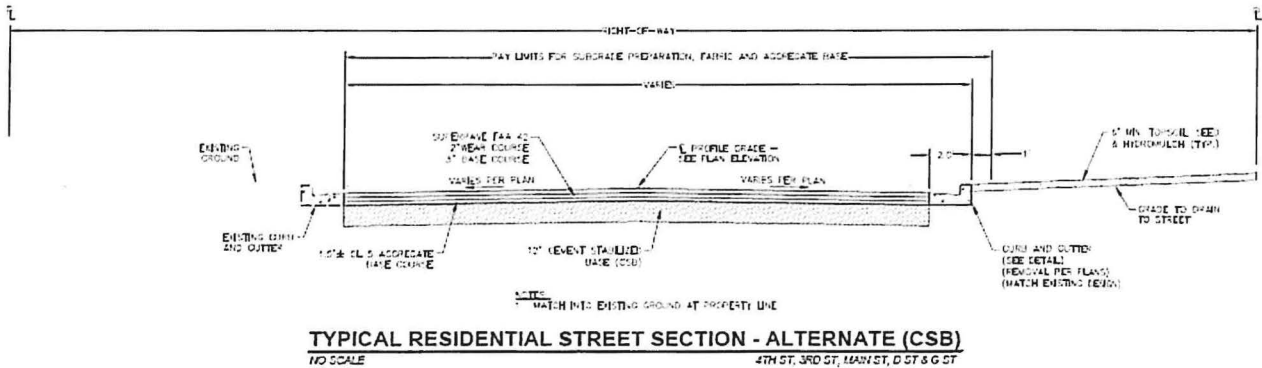 RIGHT-OF-WAY
PAY LIMITS FOR SUBGRADE PREPARATION, FABRIC AND AGGREGATE BASE
VARIES
SUPERPAVE FAA 42
2" WEAR COURSE
3" BASE COURSE
℄ PROFILE GRADE -
SEE PLAN ELEVATION
EXISTING
GROUND
2.0'
1'
6" MIN. TOPSOIL, SEED
& HYDROMULCH (TYP.)
VARIES PER PLAN
VARIES PER PLAN
EXISTING CURB
AND GUTTER
1.5"± CL. 5 AGGREGATE
BASE COURSE
12" CEMENT STABILIZED
BASE (CSB)
GRADE TO DRAIN
TO STREET
CURB AND GUTTER
(SEE DETAIL)
(REMOVAL PER PLANS)
(MATCH EXISTING DESIGN)
NOTES:
MATCH INTO EXISTING GROUND AT PROPERTY LINE
TYPICAL RESIDENTIAL STREET SECTION - ALTERNATE (CSB)
NO SCALE
4TH ST, 3RD ST, MAIN ST, D ST & G ST